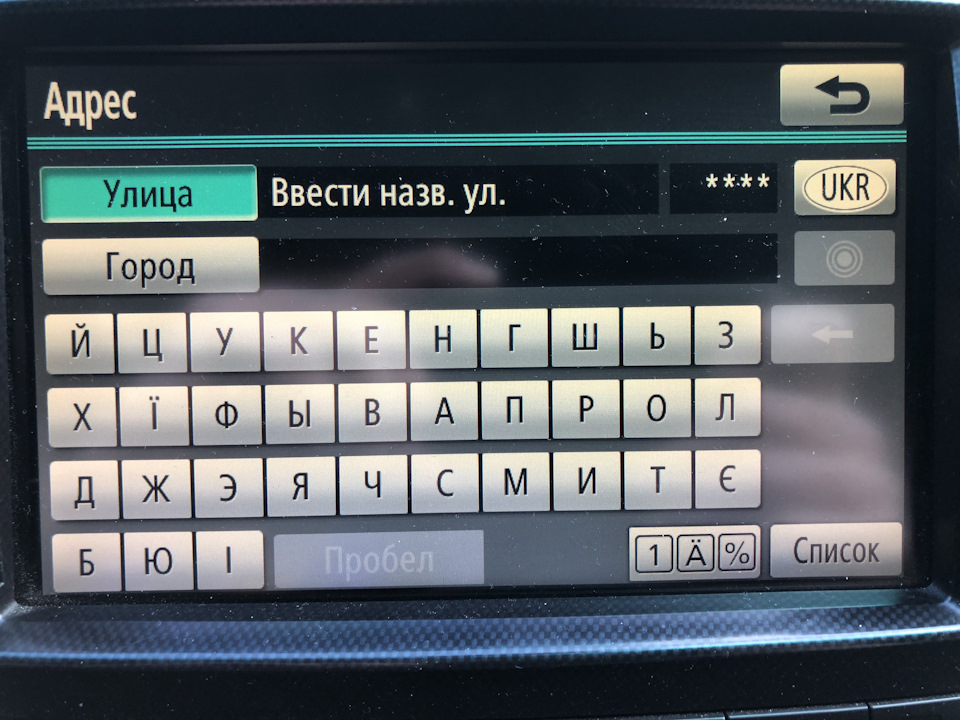 Адрес
Улица Ввести назв. ул. **** UKR
Город
Й Ц У К Е Н Г Ш Ь З
Х Ї Ф Ы В А П Р О Л
Д Ж Э Я Ч С М И Т Є
Б Ю І Пробел 1 Ä % Список